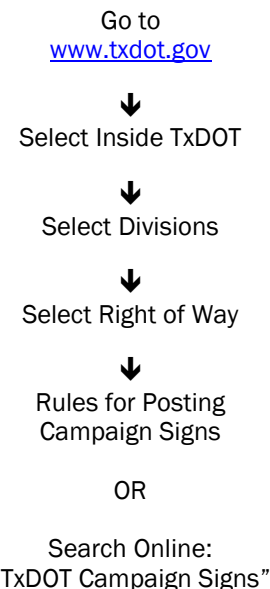 Go to
www.txdot.gov
🡻
Select Inside TxDOT
🡻
Select Divisions
🡻
Select Right of Way
🡻
Rules for Posting
Campaign Signs
OR
Search Online:
TxDOT Campaign Signs”